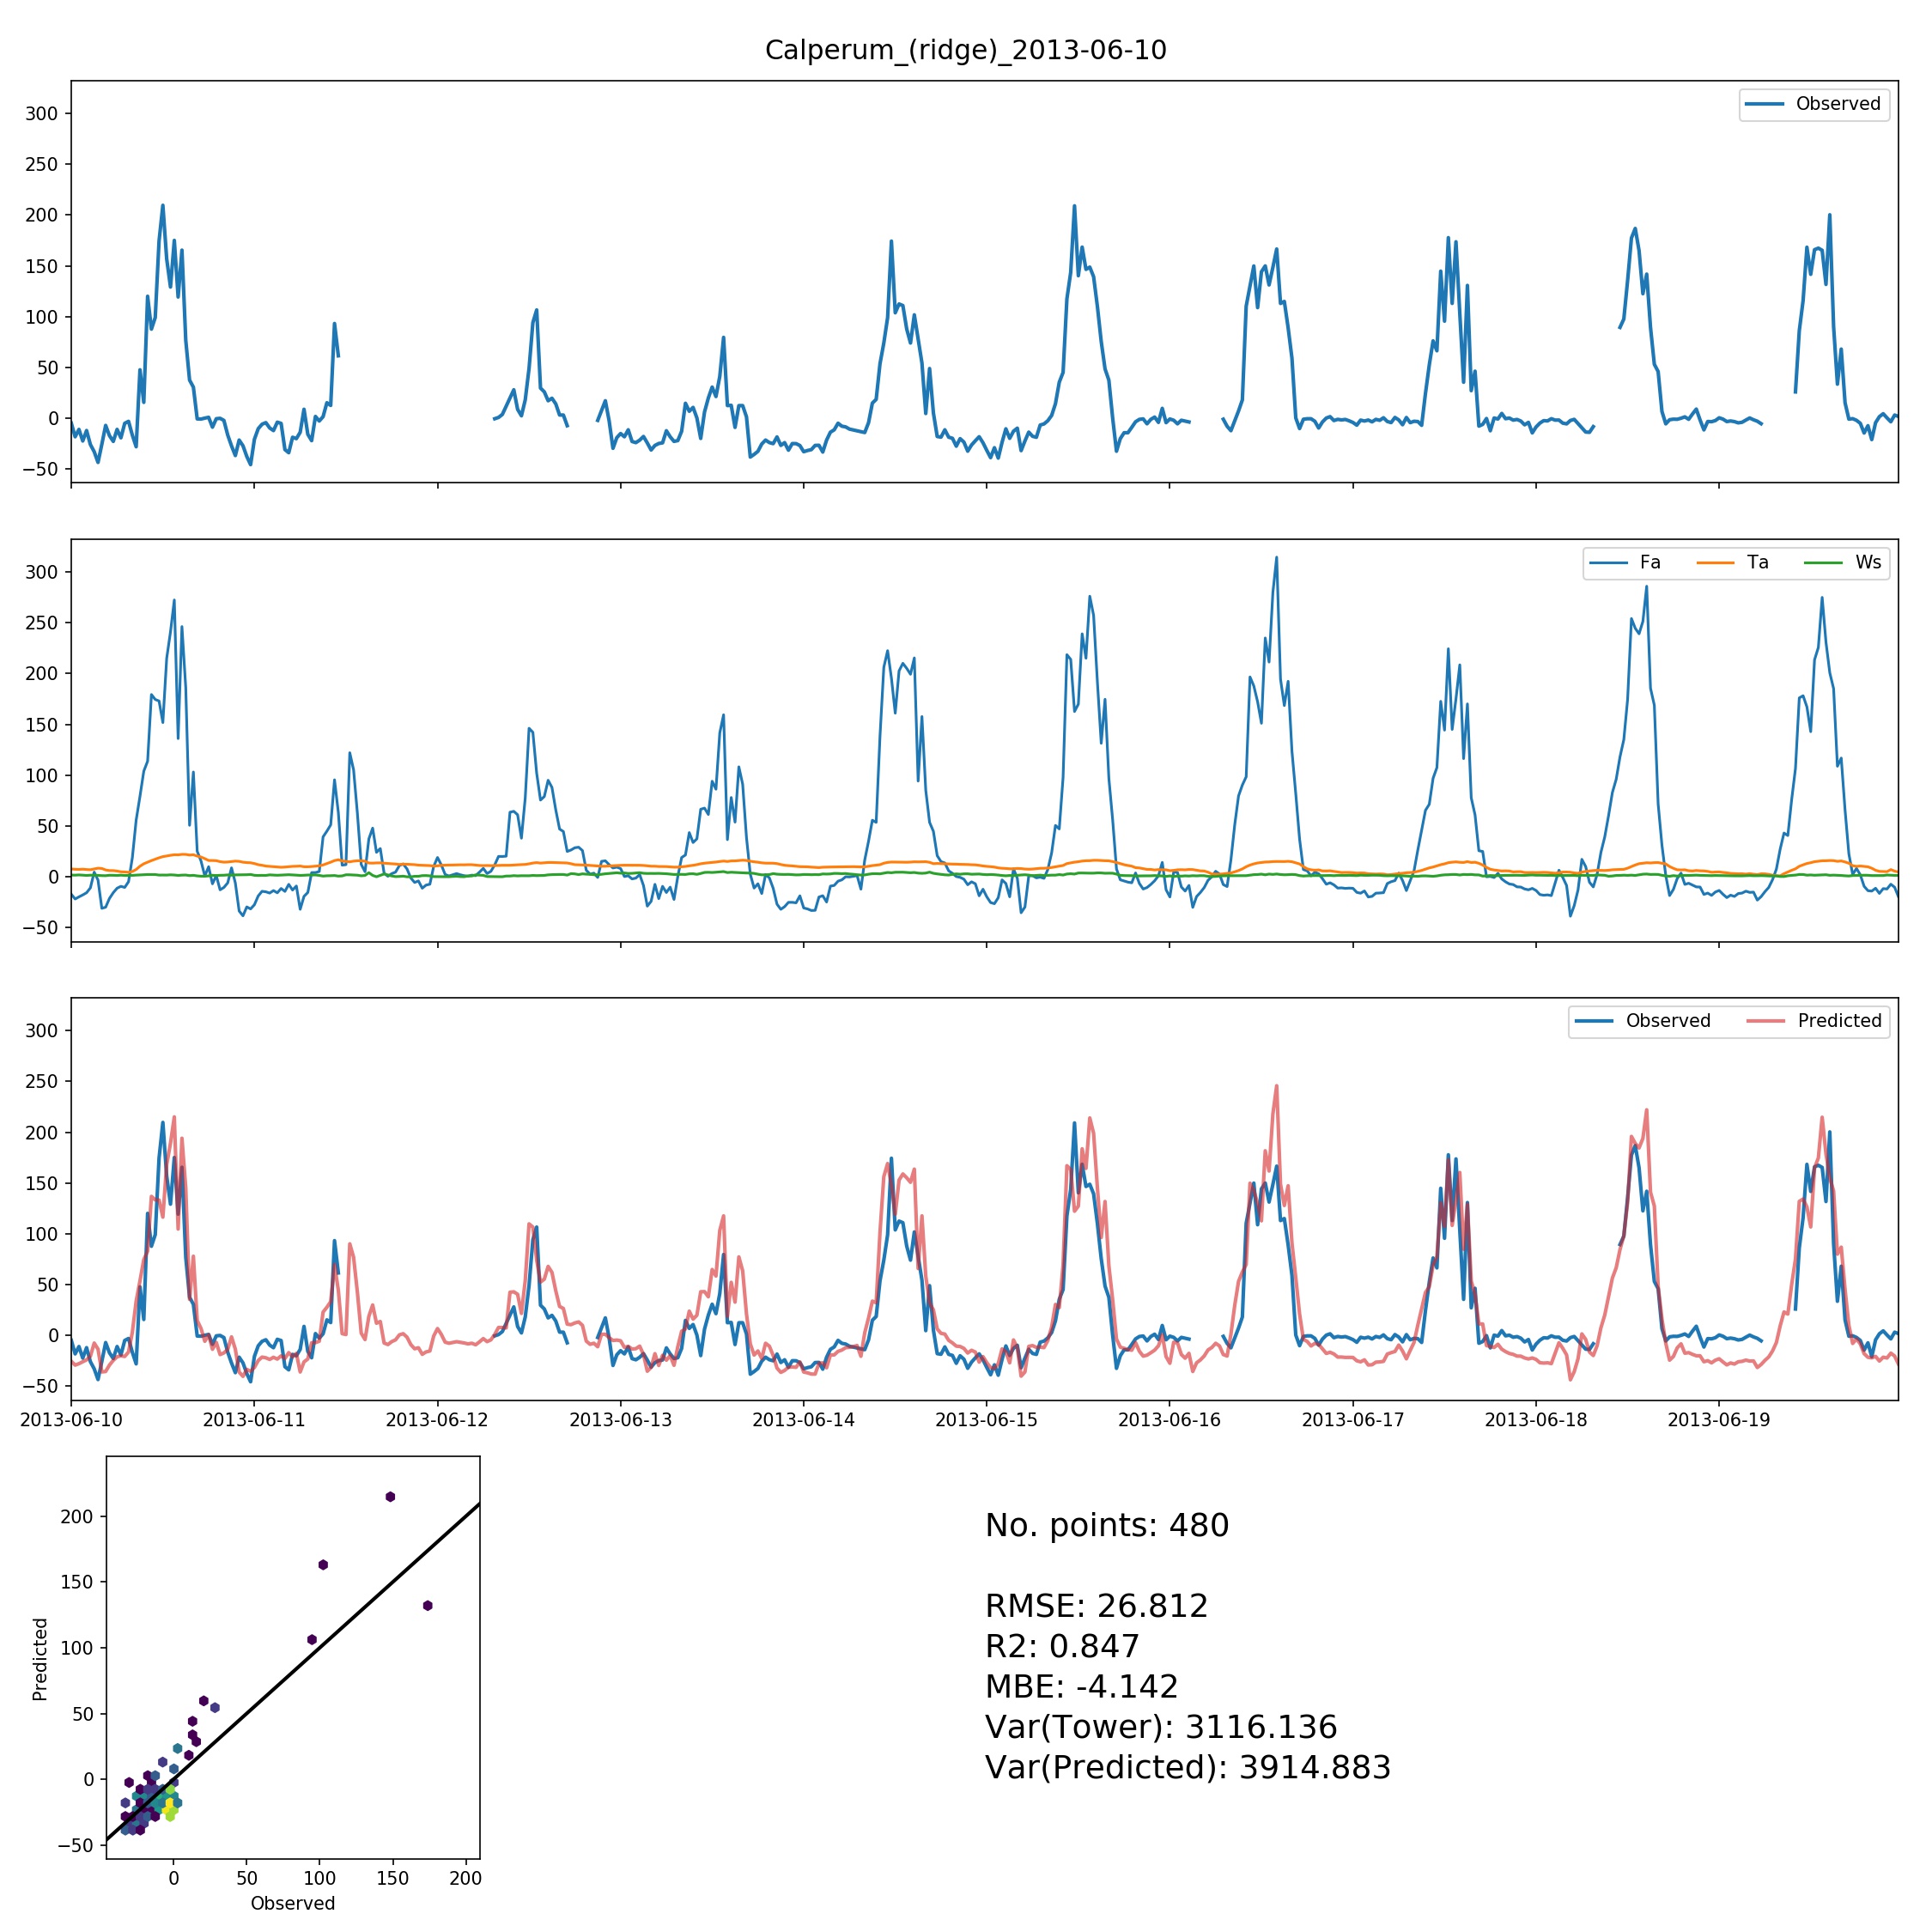 Calperum_(ridge)_2013-06-10
Observed
300
250
200
150
100
50
0
−50
Fa Ta Ws
300
250
200
150
100
50
0
−50
Observed Predicted
300
250
200
150
100
50
0
−50
2013-06-10 2013-06-11 2013-06-12 2013-06-13 2013-06-14 2013-06-15 2013-06-16 2013-06-17 2013-06-18 2013-06-19
Predicted
200
150
100
50
0
−50
0 50 100 150 200
Observed
No. points: 480
RMSE: 26.812
R2: 0.847
MBE: -4.142
Var(Tower): 3116.136
Var(Predicted): 3914.883